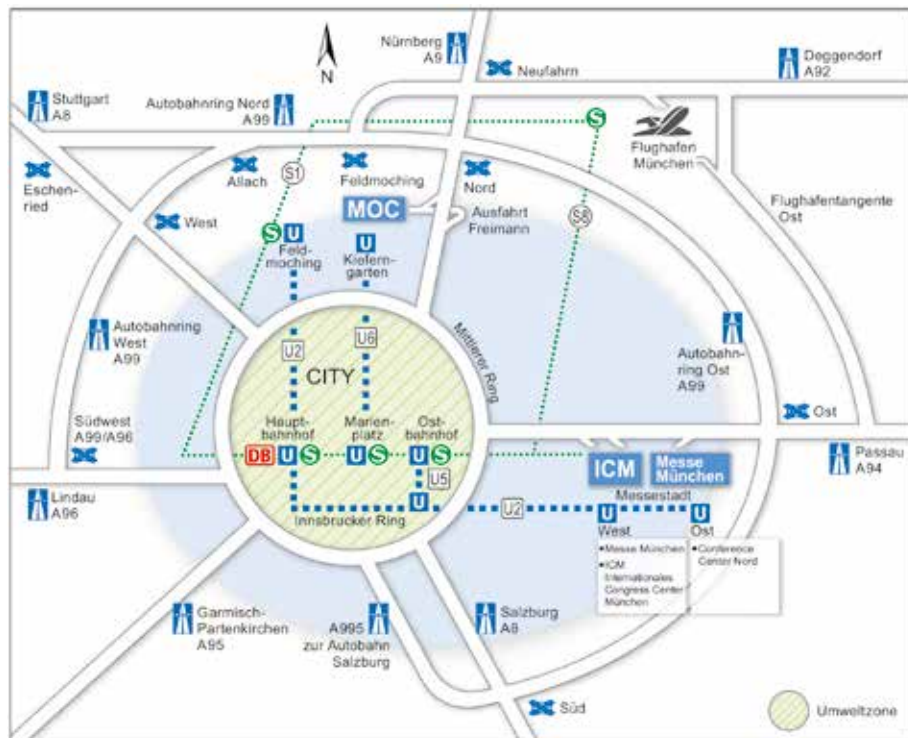 Nürnberg
A9
Neufahrn
Deggendorf
A92
N
Stuttgart
A8
Autobahnring Nord
A99
S
Flughafen
München
Eschen-
ried
Allach
S1
Feldmoching
Nord
MOC
Ausfahrt
Freimann
S8
Flughafentangente
Ost
West
S
U
Feld-
moching
U
Kiefern-
garten
Autobahnring
West
A99
U2
U6
Mittlerer Ring
Autobahn-
ring Ost
A99
CITY
Südwest
A99/A96
Haupt-
bahnhof
Marien-
platz
Ost-
bahnhof
Ost
DB
U
S
U
S
U
S
ICM
Messe
München
Passau
A94
U5
Lindau
A96
U
Innsbrucker Ring
U2
Messestadt
U
West
U
Ost
•Messe München
•ICM
Internationales
Congress Center
München
•Conference
Center Nord
Garmisch-
Partenkirchen
A95
A995
zur Autobahn
Salzburg
Salzburg
A8
Süd
Umweltzone